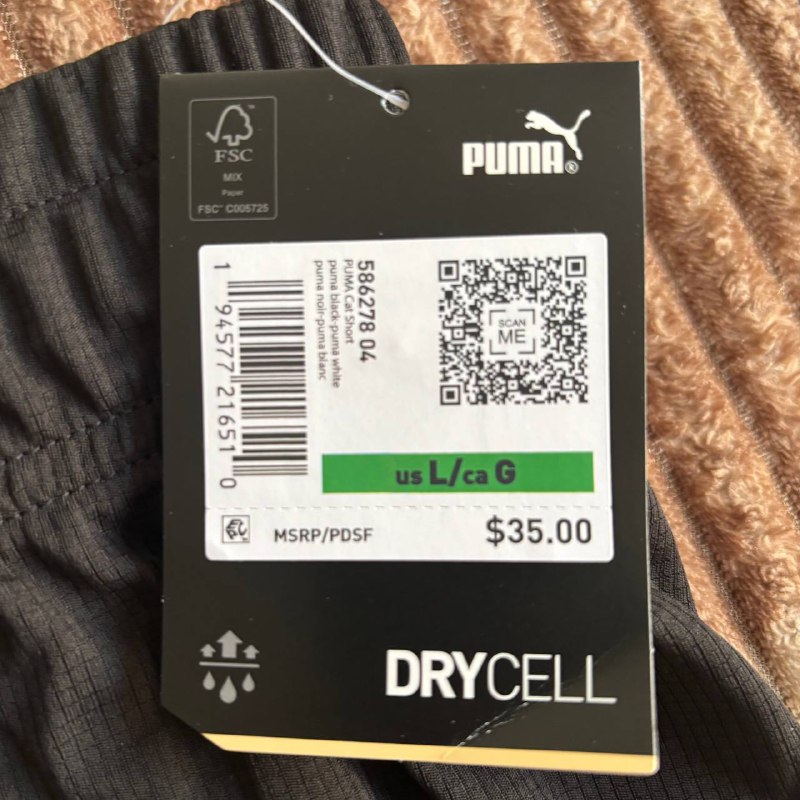 FSC
MIX
Paper
FSC™ C005725
PUMA®
586278 04
PUMA Cat Short
puma black-puma white
puma noir-puma blanc
1 94577 21651 0
SCAN
ME
us L/ca G
MSRP/PDSF
$35.00
DRYCELL